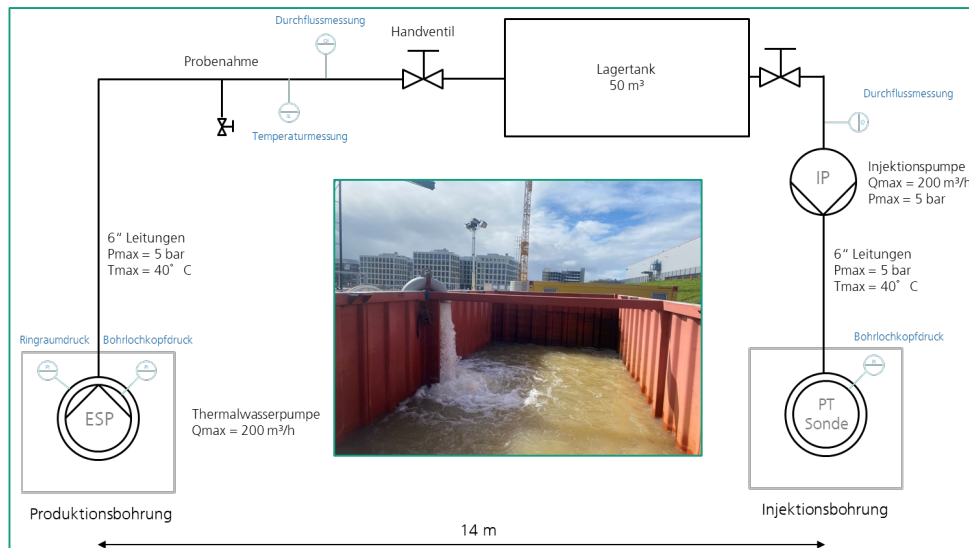 Durchflussmessung
Handventil
Probenahme
Temperaturmessung
Lagertank
50 m³
Durchflussmessung
IP
Injektionspumpe
Qmax = 200 m³/h
Pmax = 5 bar
6“ Leitungen
Pmax = 5 bar
Tmax = 40° C
6“ Leitungen
Pmax = 5 bar
Tmax = 40° C
Ringraumdruck
Bohrlochkopfdruck
ESP
Thermalwasserpumpe
Qmax = 200 m³/h
Bohrlochkopfdruck
PT
Sonde
Produktionsbohrung
Injektionsbohrung
14 m